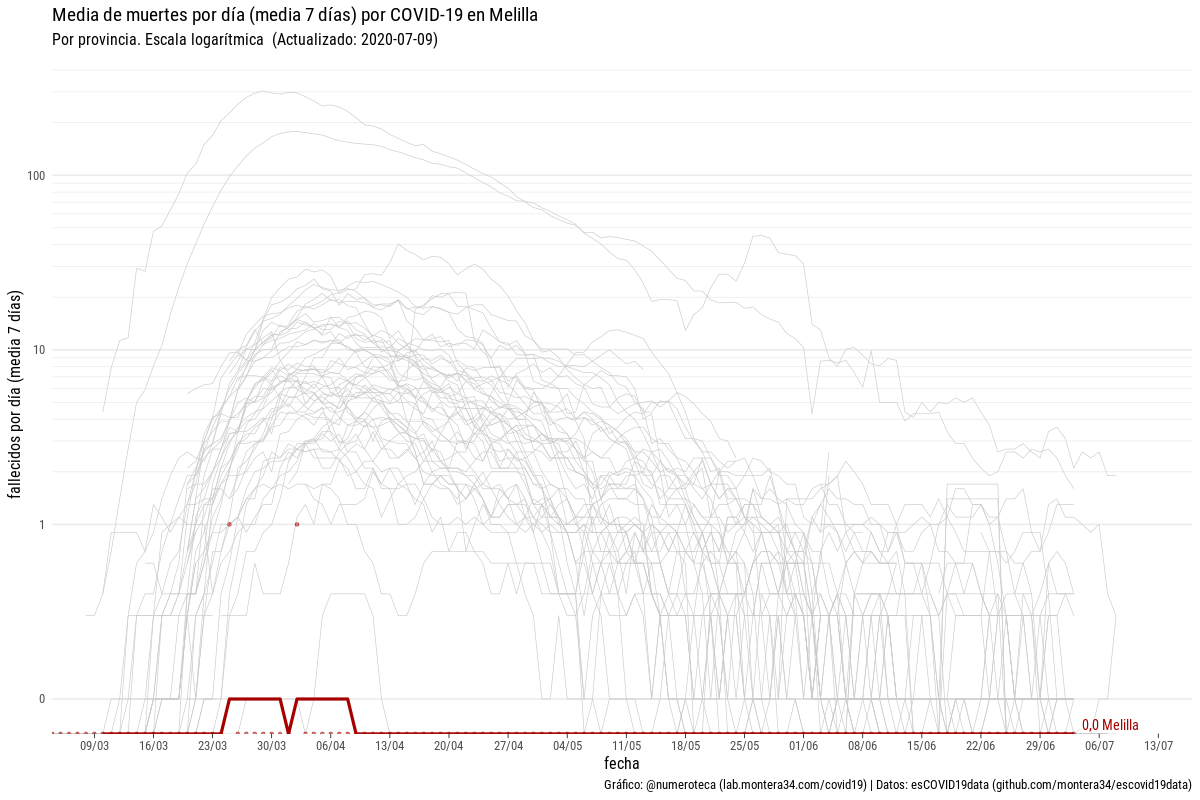 Media de muertes por día (media 7 días) por COVID-19 en Melilla
Por provincia. Escala logarítmica  (Actualizado: 2020-07-09)
fallecidos por día (media  7 días)
100
10
1
0
0,0 Melilla
09/03 16/03 23/03 30/03 06/04 13/04 20/04 27/04 04/05 11/05 18/05 25/05 01/06 08/06 15/06 22/06 29/06 06/07 13/07
fecha
Gráfico: @numeroteca (lab.montera34.com/covid19) | Datos: esCOVID19data (github.com/montera34/escovid19data)